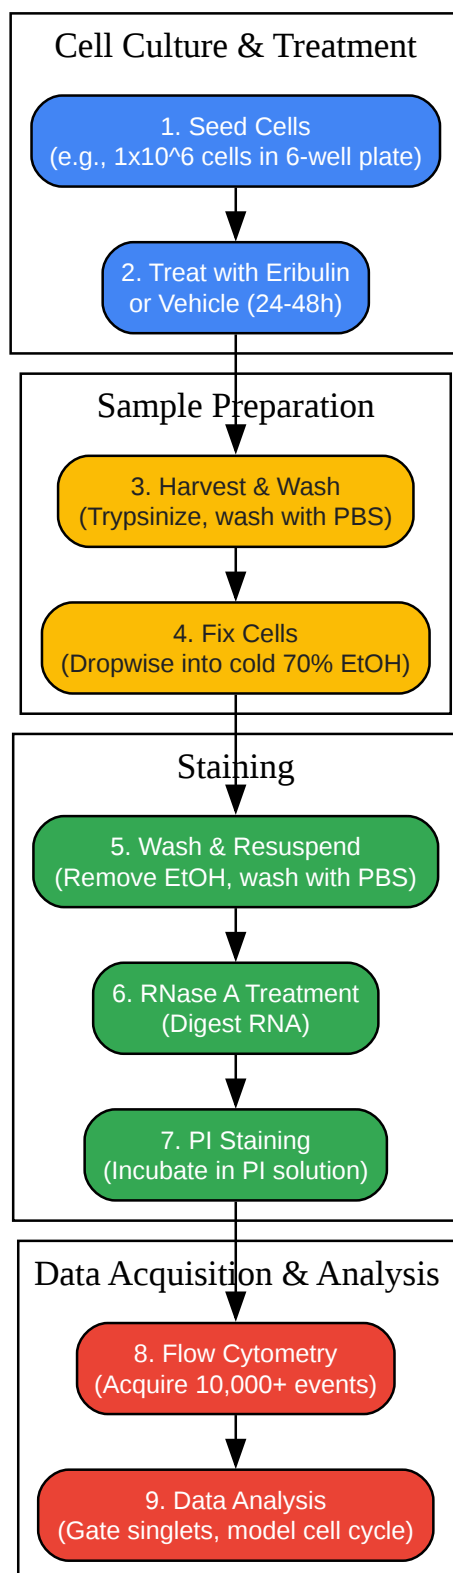 Cell Culture & Treatment
1. Seed Cells
(e.g., 1x10^6 cells in 6-well plate)
2. Treat with Eribulin
or Vehicle (24-48h)
Sample Preparation
3. Harvest & Wash
(Trypsinize, wash with PBS)
4. Fix Cells
(Dropwise into cold 70% EtOH)
Staining
5. Wash & Resuspend
(Remove EtOH, wash with PBS)
6. RNase A Treatment
(Digest RNA)
7. PI Staining
(Incubate in PI solution)
Data Acquisition & Analysis
8. Flow Cytometry
(Acquire 10,000+ events)
9. Data Analysis
(Gate singlets, model cell cycle)